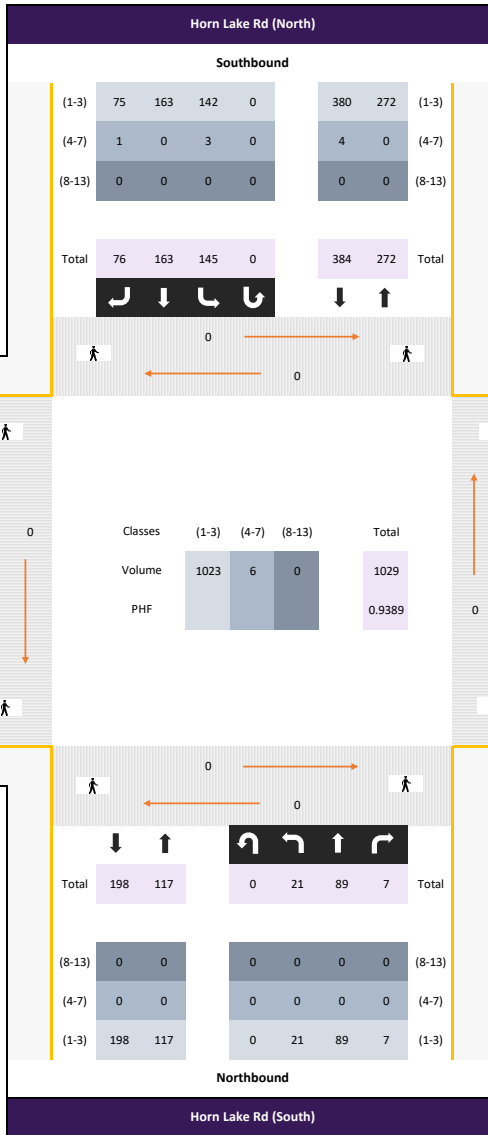 Horn Lake Rd (North)
Southbound
(1-3) 75 163 142 0 380 272 (1-3)
(4-7) 1 0 3 0 4 0 (4-7)
(8-13) 0 0 0 0 0 0 (8-13)
Total 76 163 145 0 384 272 Total
0
0
0
Classes (1-3) (4-7) (8-13) Total
Volume 1023 6 0 1029
PHF 0.9389
0
0
0
Total 198 117 0 21 89 7 Total
(8-13) 0 0 0 0 0 0 (8-13)
(4-7) 0 0 0 0 0 0 (4-7)
(1-3) 198 117 0 21 89 7 (1-3)
Northbound
Horn Lake Rd (South)